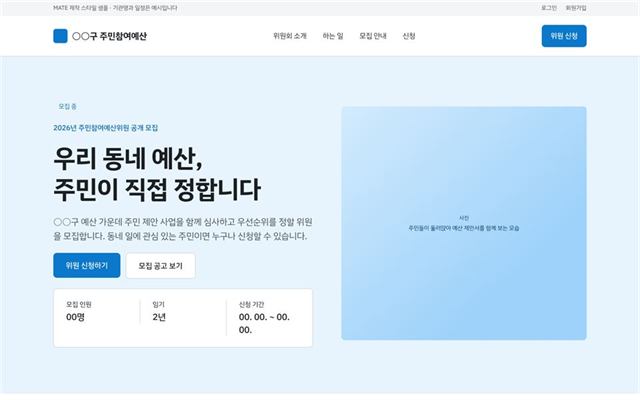 MATE 제작 스타일 샘플 · 기관명과 일정은 예시입니다
로그인 회원가입
○○구 주민참여예산
위원회 소개 하는 일 모집 안내 신청
위원 신청
모집 중
2026년 주민참여예산위원 공개 모집
우리 동네 예산,
주민이 직접 정합니다
○○구 예산 가운데 주민 제안 사업을 함께 심사하고 우선순위를 정할 위원
을 모집합니다. 동네 일에 관심 있는 주민이면 누구나 신청할 수 있습니다.
위원 신청하기 모집 공고 보기
모집 인원 임기 신청 기간
00명 2년 00. 00. ~ 00.
00.
사진
주민들이 둘러앉아 예산 제안서를 함께 보는 모습